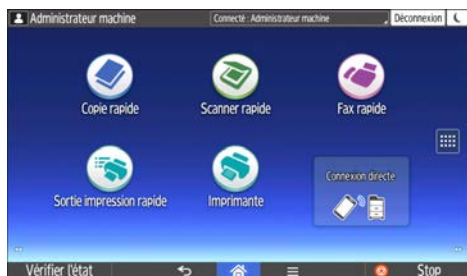 Administrateur machine
Connecté : Administrateur machine
Déconnexion
Copie rapide
Scanner rapide
Fax rapide
Sortie impression rapide
Imprimante
Connexion directe
Vérifier l'état
Stop